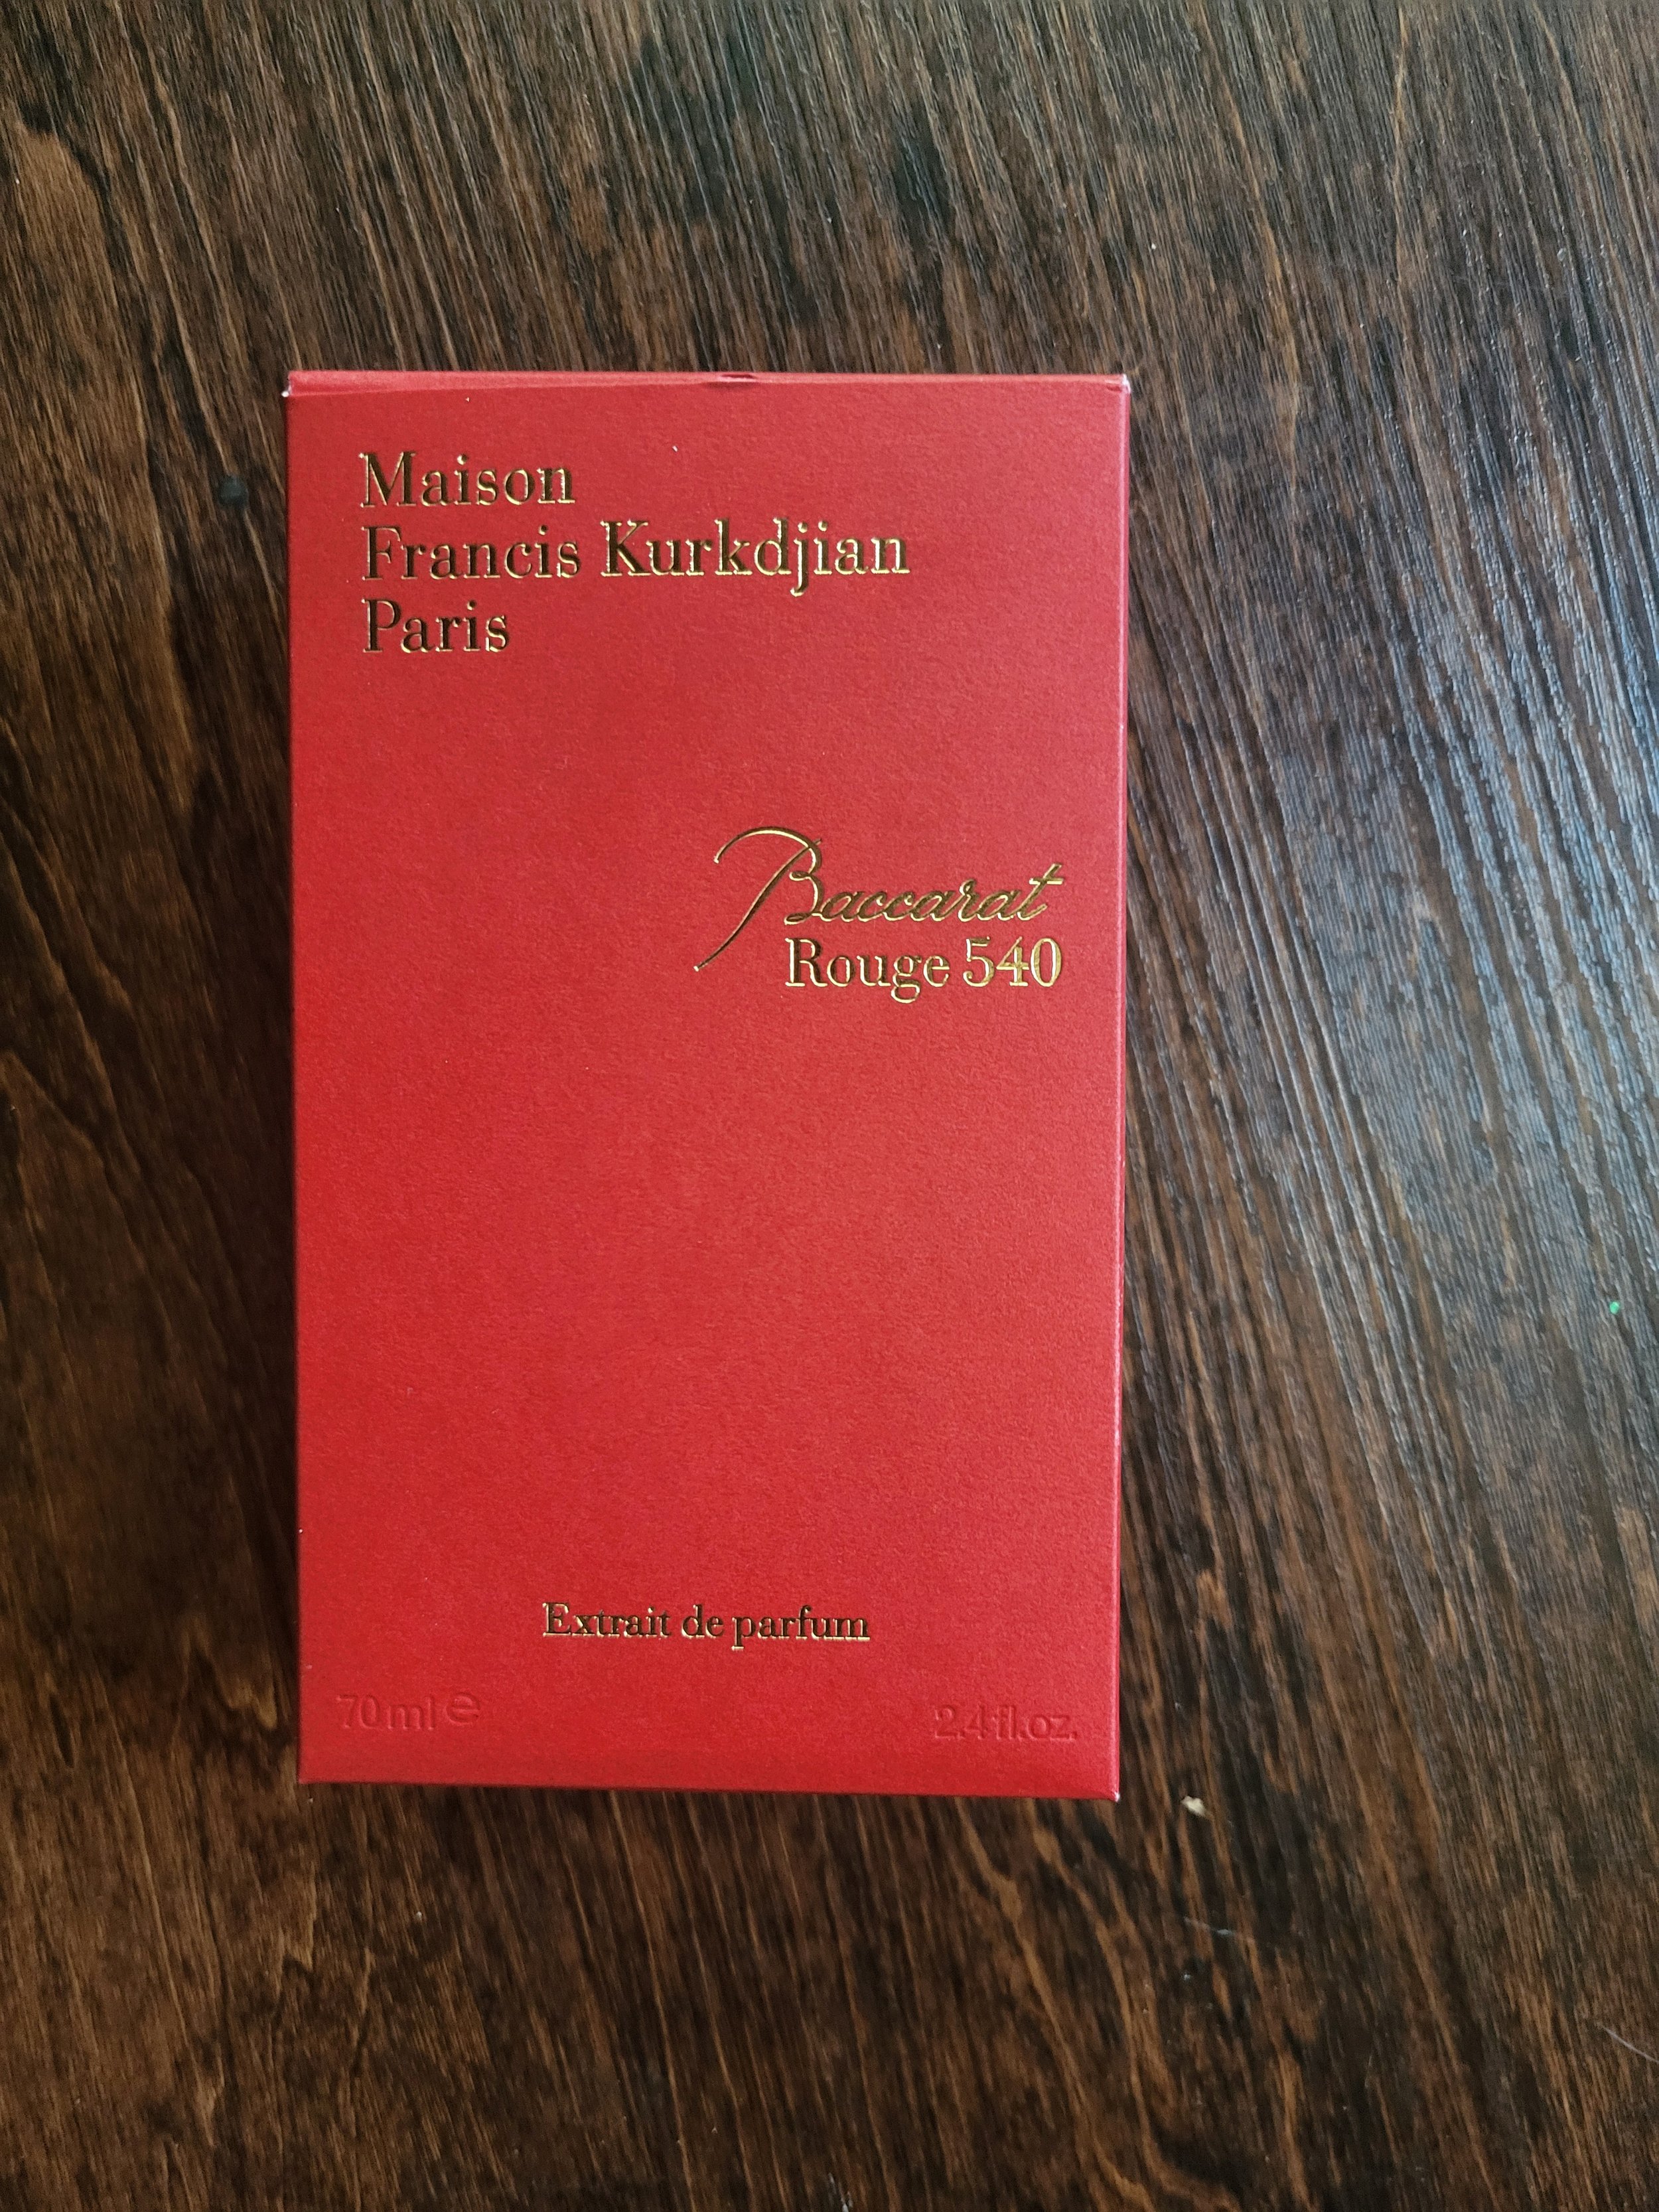 Maison
Francis Kurkdjian
Paris
Baccarat
Rouge 540
Extrait de parfum
70 ml ℮
2.4 fl.oz.